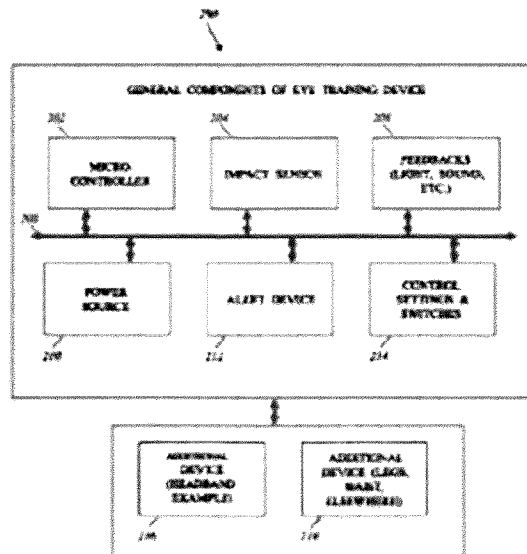 200
GENERAL COMPONENTS OF EYE TRAINING DEVICE
202
204
206
MICRO
CONTROLLER
IMPACT SENSOR
FEEDBACKS
(LIGHT, SOUND,
ETC.)
POWER
SOURCE
ALERT DEVICE
CONTROL
SETTINGS &
SWITCHES
210
212
214
ADDITIONAL
DEVICE
(HEADBAND
EXAMPLE)
ADDITIONAL
DEVICE (LEGS,
WAIST,
ELSEWHERE)